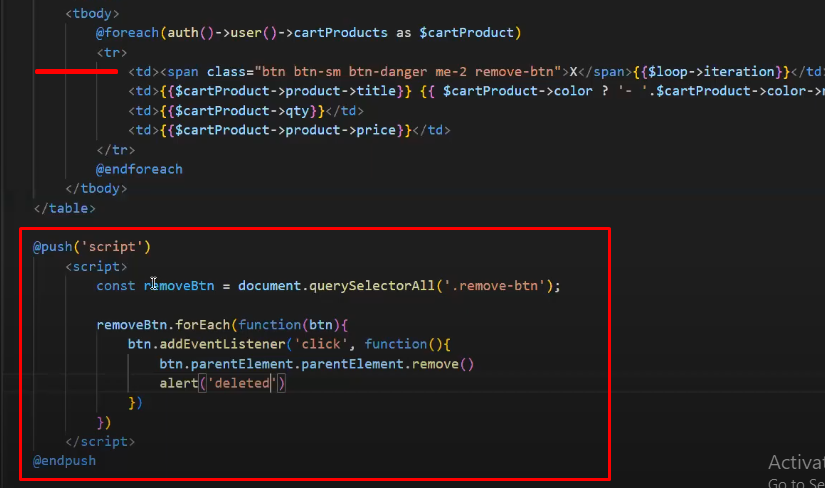 <tbody>
@foreach(auth()->user()->cartProducts as $cartProduct)
<tr>
<td><span class="btn btn-sm btn-danger me-2 remove-btn">X</span>{{$loop->iteration}}</td>
<td>{{$cartProduct->product->title}} {{ $cartProduct->color ? '- '.$cartProduct->color->
<td>{{$cartProduct->qty}}</td>
<td>{{$cartProduct->product->price}}</td>
</tr>
@endforeach
</tbody>
</table>
@push('script')
<script>
const removeBtn = document.querySelectorAll('.remove-btn');
removeBtn.forEach(function(btn){
btn.addEventListener('click', function(){
btn.parentElement.parentElement.remove()
alert('deleted')
})
})
</script>
@endpush
Activat
Go to Se